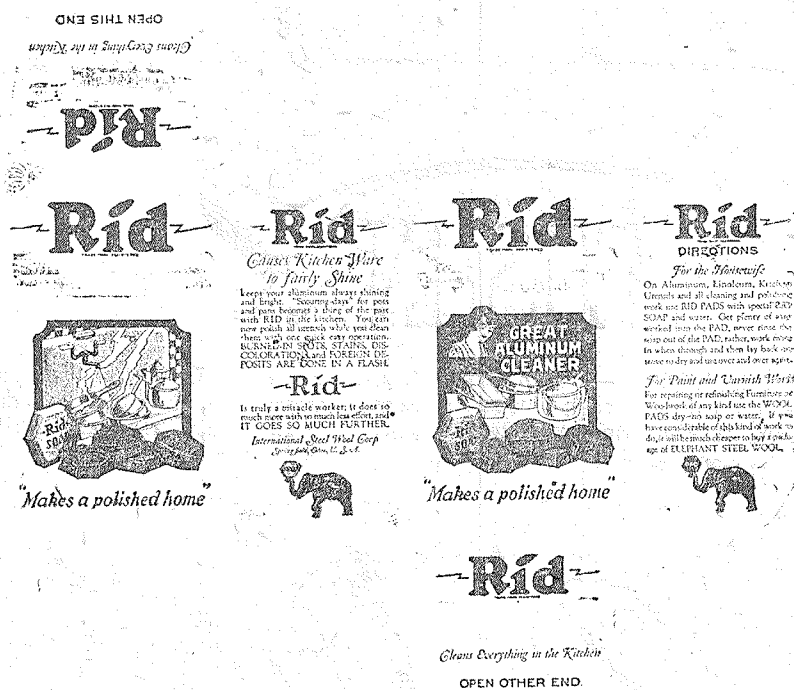 OPEN THIS END
Cleans Everything in the Kitchen
Rid
Rid
"Makes a polished home"
Rid
Causes Kitchen Ware
to fairly Shine
keeps your aluminum always shining
and bright. "Scouring-days" for pots
and pans becomes a thing of the past
with RID in the kitchen. You can
now polish all utensils while you clean
them with one quick easy operation.
BURNED-IN SPOTS, STAINS, DIS-
COLORATIONS and FOREIGN DE-
POSITS ARE GONE IN A FLASH.
Rid
Is truly a miracle worker; it does so
much more with so much less effort, and
IT GOES SO MUCH FURTHER.
International Steel Wool Corp
Springfield, Ohio, U. S. A.
Rid
GREAT
ALUMINUM
CLEANER
Rid
SOAP
"Makes a polished home"
Rid
Cleans Everything in the Kitchen
OPEN OTHER END.
Rid
DIRECTIONS
For the Housewife
On Aluminum, Linoleum, Kitchen
Utensils and all cleaning and polishing
work use RID PADS with special RID
SOAP and water. Get plenty of soap
worked into the PAD, never rinse the
soap out of the PAD, rather, work more
in when through and then lay back on
stove to dry and use over and over again.
For Paint and Varnish Work
For repairing or refinishing Furniture or
Woodwork of any kind use the WOOL
PADS dry—no soap or water. If you
have considerable of this kind of work to
do, it will be much cheaper to buy a pack-
age of ELEPHANT STEEL WOOL.